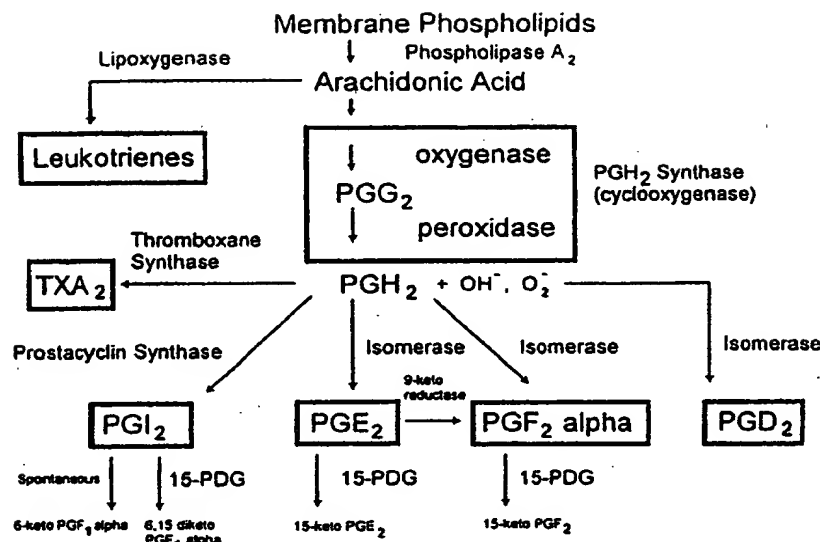 Membrane Phospholipids
Phospholipase A₂
Lipoxygenase
Arachidonic Acid
Leukotrienes
oxygenase
PGG₂
peroxidase
PGH₂ Synthase
(cyclooxygenase)
Thromboxane
Synthase
TXA₂
PGH₂ + OH⁻, O₂⁻
Prostacyclin Synthase
Isomerase
Isomerase
Isomerase
9-keto
reductase
PGI₂
PGE₂
PGF₂ alpha
PGD₂
Spontaneous
15-PDG
15-PDG
15-PDG
6-keto PGF₁ alpha
6,15 diketo
PGF₁ alpha
15-keto PGE₂
15-keto PGF₂